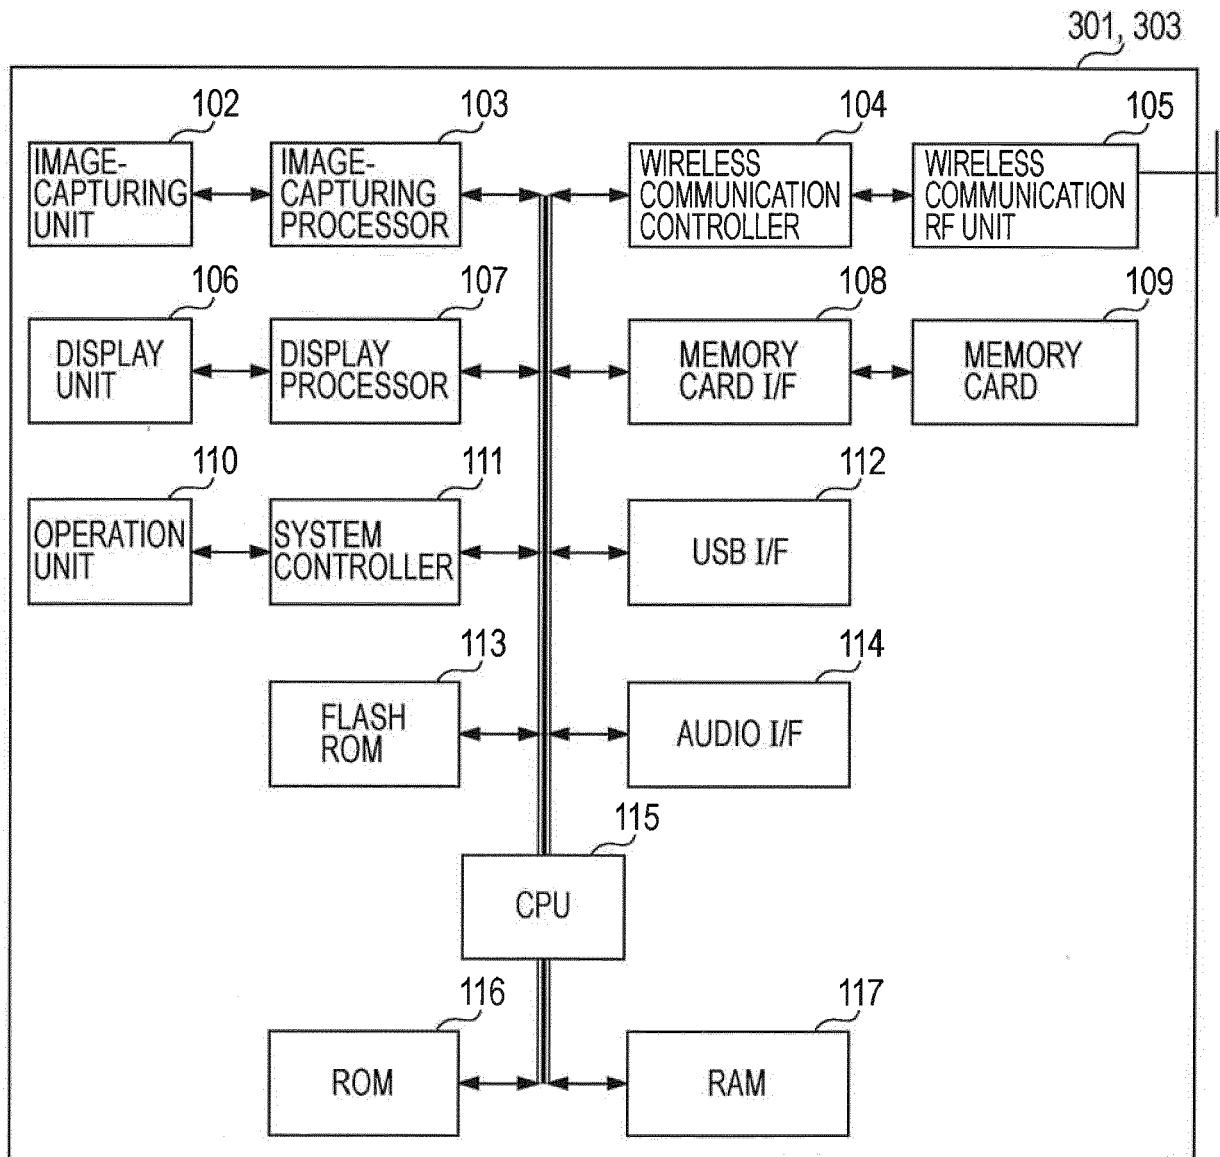 301, 303
102
103
104
105
IMAGE-
CAPTURING
UNIT
IMAGE-
CAPTURING
PROCESSOR
WIRELESS
COMMUNICATION
CONTROLLER
WIRELESS
COMMUNICATION
RF UNIT
106
107
108
109
DISPLAY
UNIT
DISPLAY
PROCESSOR
MEMORY
CARD I/F
MEMORY
CARD
110
111
112
OPERATION
UNIT
SYSTEM
CONTROLLER
USB I/F
113
114
FLASH
ROM
AUDIO I/F
115
CPU
116
117
ROM
RAM